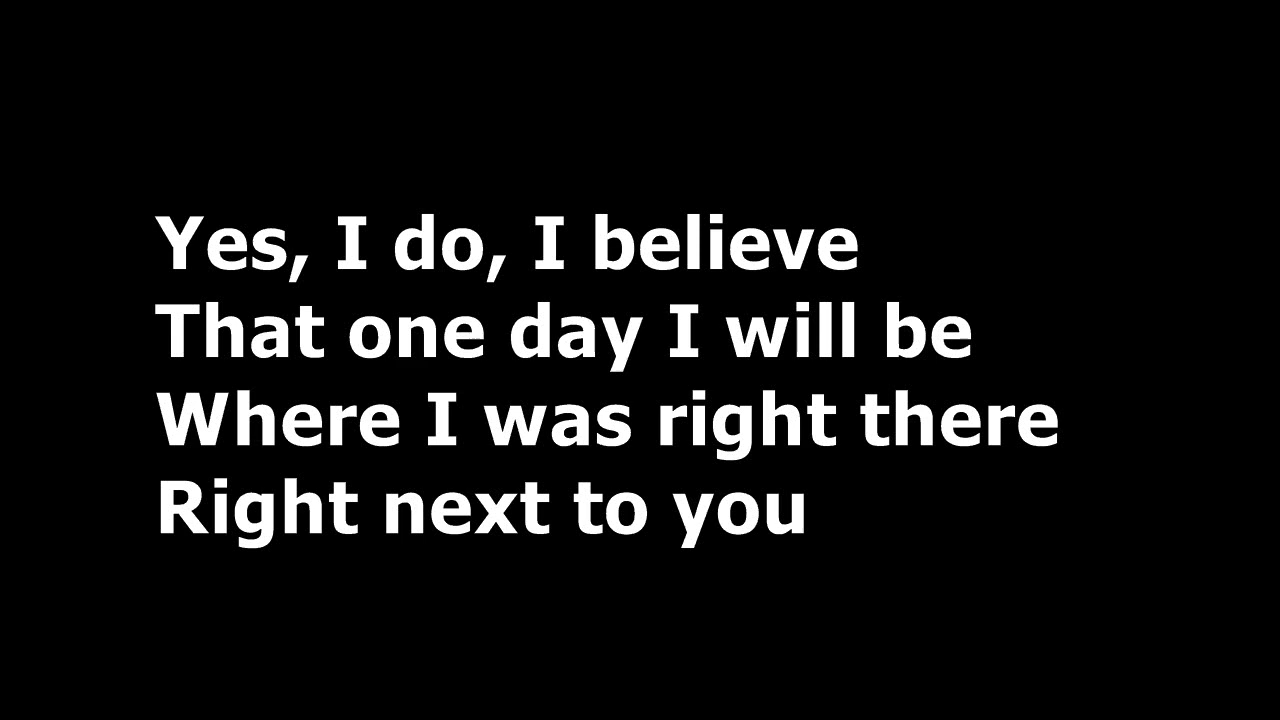 Yes, I do, I believe
That one day I will be
Where I was right there
Right next to you